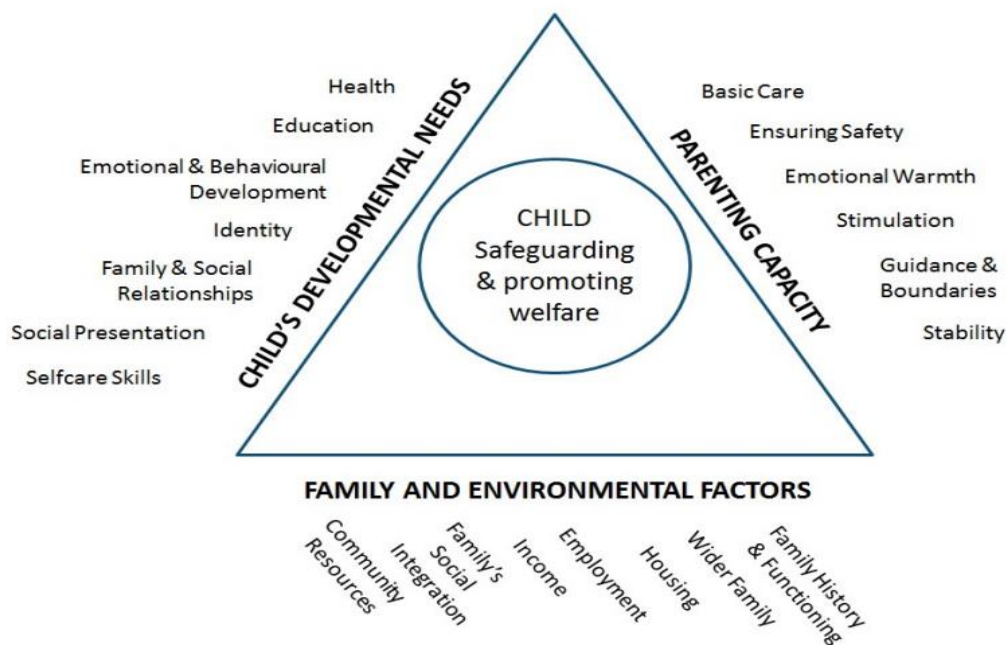 Health
Education
Emotional & Behavioural
Development
Identity
Family & Social
Relationships
Social Presentation
Selfcare Skills
CHILD'S DEVELOPMENTAL NEEDS
CHILD
Safeguarding
& promoting
welfare
PARENTING CAPACITY
Basic Care
Ensuring Safety
Emotional Warmth
Stimulation
Guidance &
Boundaries
Stability
FAMILY AND ENVIRONMENTAL FACTORS
Community
Resources
Family's
Social
Integration
Income
Employment
Housing
Wider Family
Family History
& Functioning